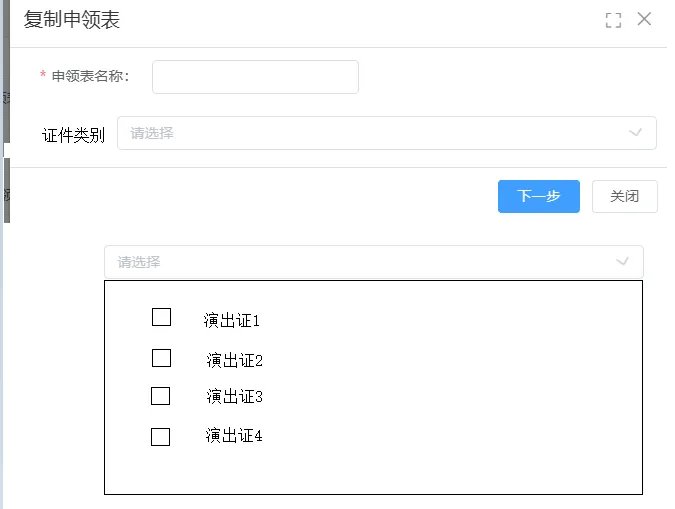 复制申领表
* 申领表名称：
证件类别 请选择
下一步 关闭
请选择
演出证1
演出证2
演出证3
演出证4